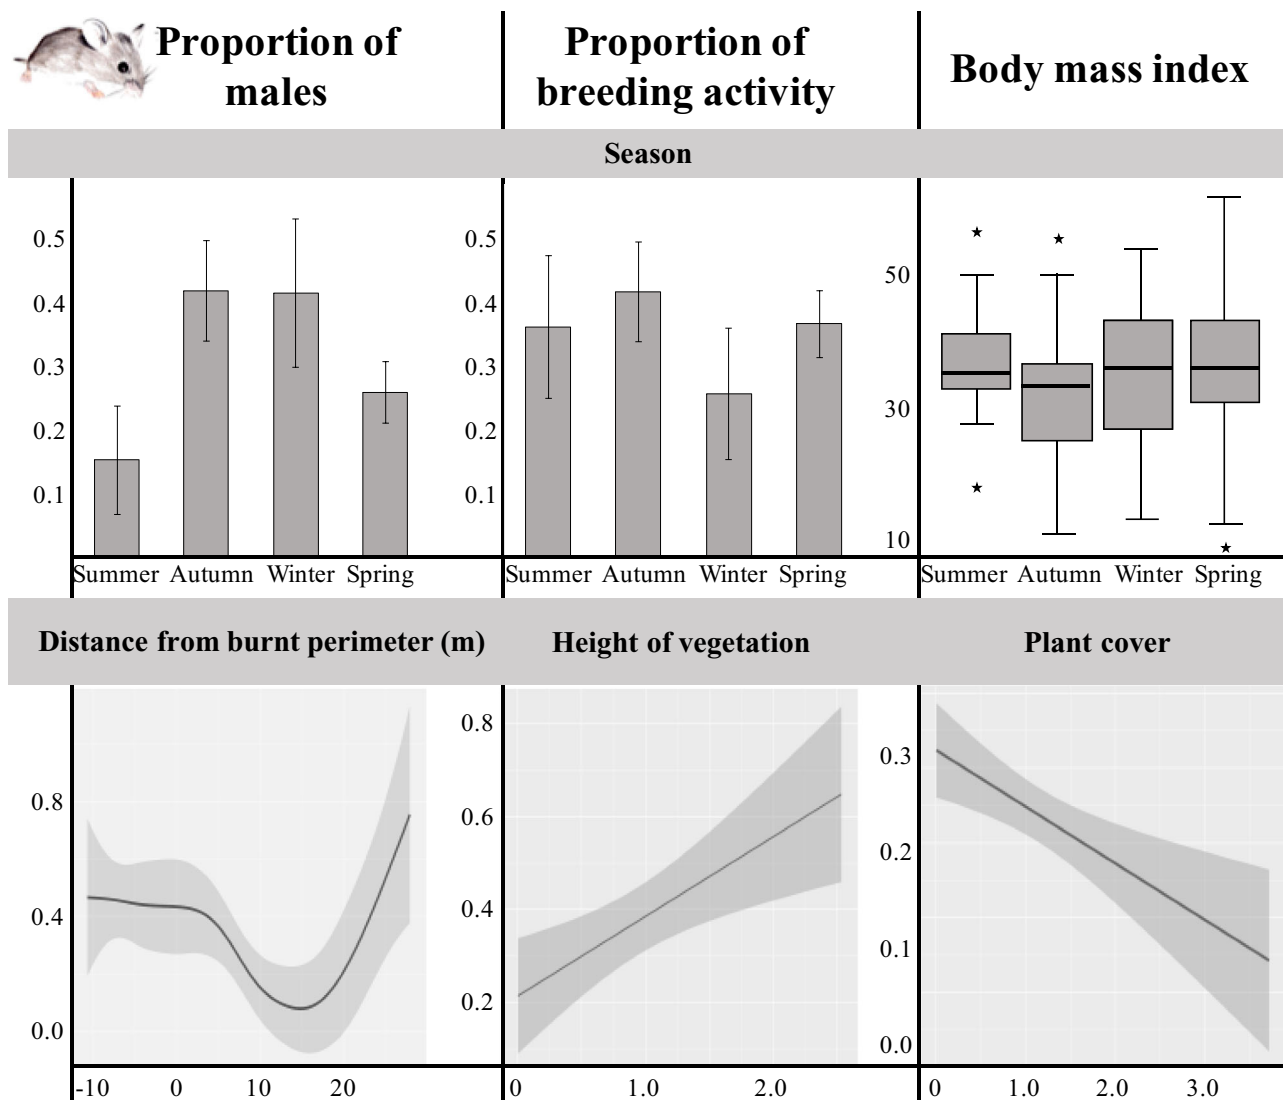 Proportion of
males
Proportion of
breeding activity
Body mass index
Season
0.5
0.4
0.3
0.2
0.1
Summer Autumn Winter Spring
0.5
0.4
0.3
0.2
0.1
Summer Autumn Winter Spring
50
30
10
Summer Autumn Winter Spring
Distance from burnt perimeter (m)
Height of vegetation
Plant cover
0.8
0.4
0.0
-10 0 10 20
0.8
0.6
0.4
0.2
0 1.0 2.0
0.3
0.2
0.1
0.0
0 1.0 2.0 3.0